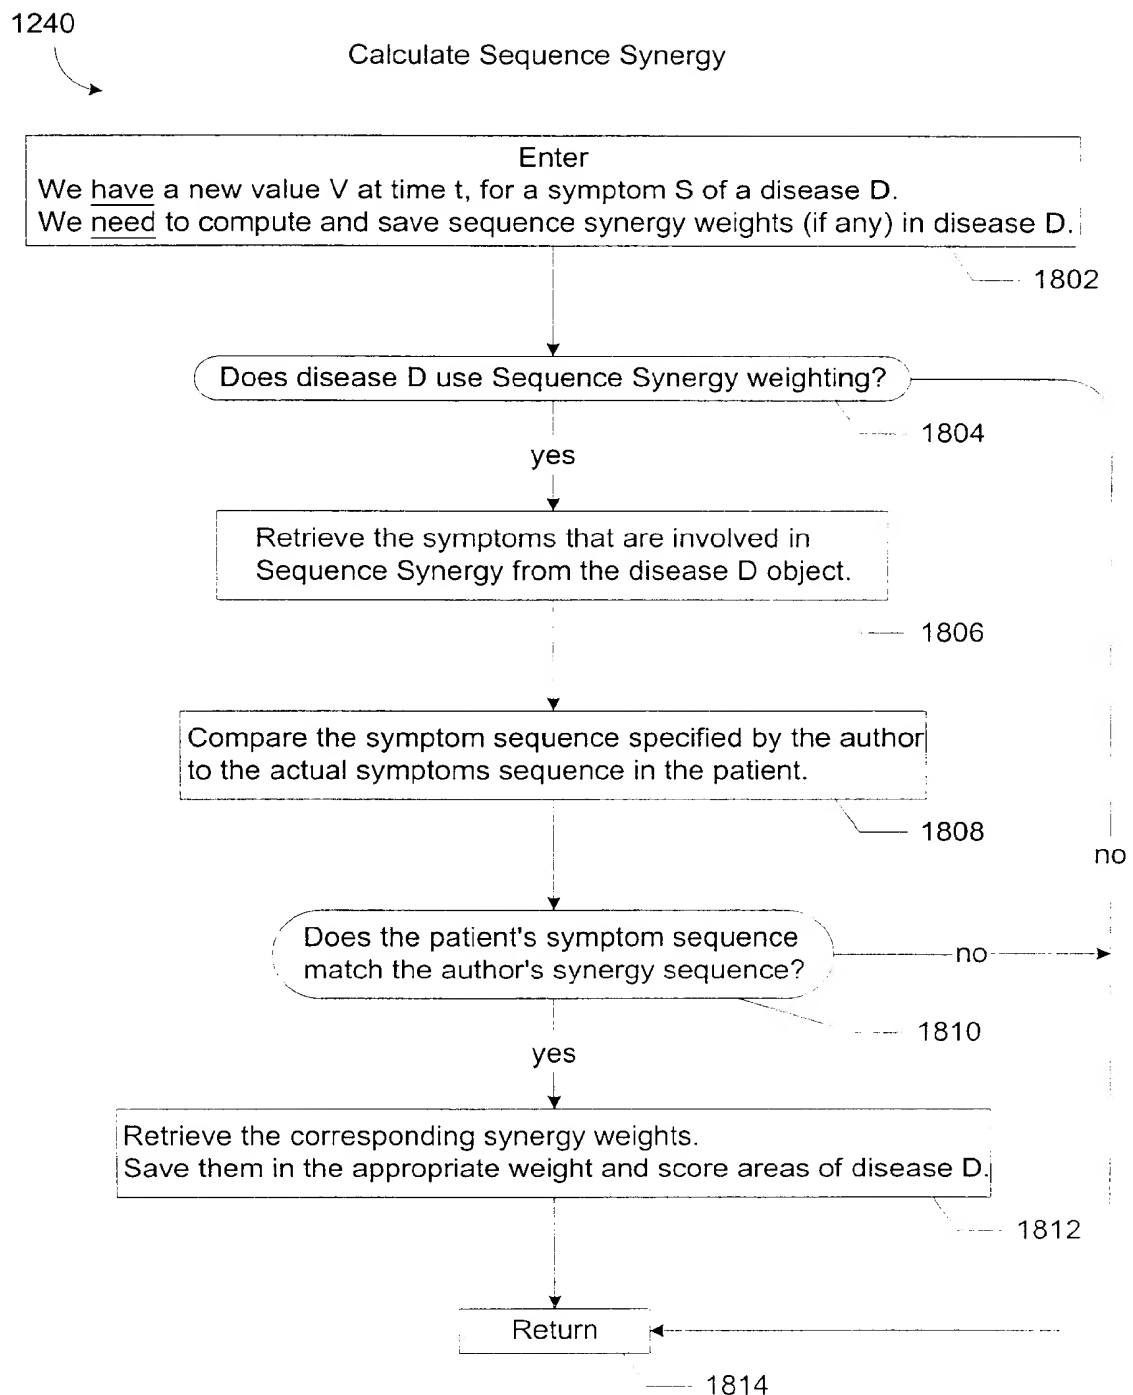 1240
Calculate Sequence Synergy
Enter
We have a new value V at time t, for a symptom S of a disease D.
We need to compute and save sequence synergy weights (if any) in disease D.
1802
Does disease D use Sequence Synergy weighting?
1804
yes
Retrieve the symptoms that are involved in
Sequence Synergy from the disease D object.
1806
Compare the symptom sequence specified by the author
to the actual symptoms sequence in the patient.
1808
no
Does the patient's symptom sequence
match the author's synergy sequence?
no
1810
yes
Retrieve the corresponding synergy weights.
Save them in the appropriate weight and score areas of disease D.
1812
Return
1814